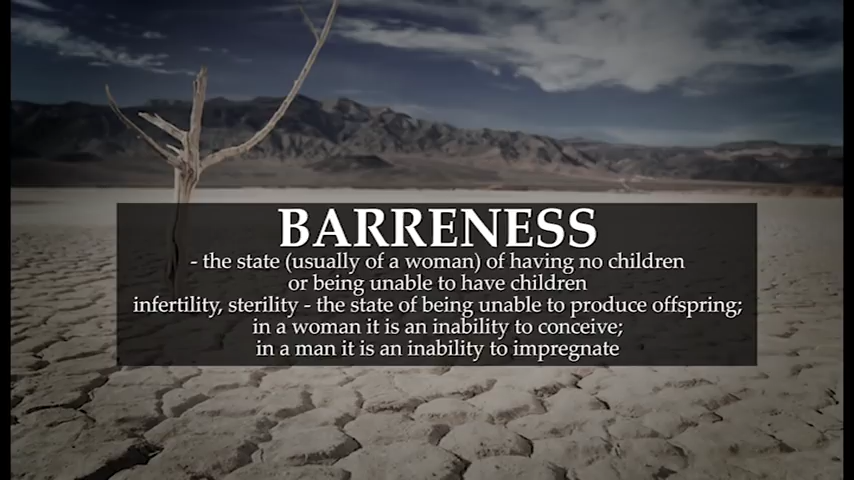 BARRENESS
- the state (usually of a woman) of having no children
or being unable to have children
infertility, sterility - the state of being unable to produce offspring;
in a woman it is an inability to conceive;
in a man it is an inability to impregnate